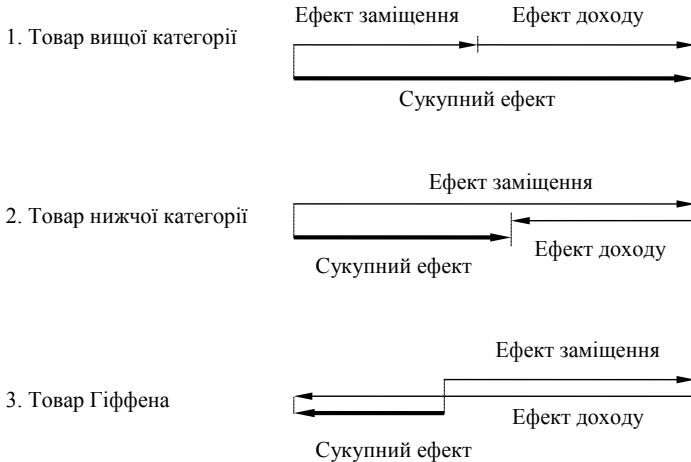 Ефект заміщення Ефект доходу
1. Товар вищої категорії
Сукупний ефект
Ефект заміщення
2. Товар нижчої категорії
Ефект доходу
Сукупний ефект
Ефект заміщення
3. Товар Гіффена
Ефект доходу
Сукупний ефект